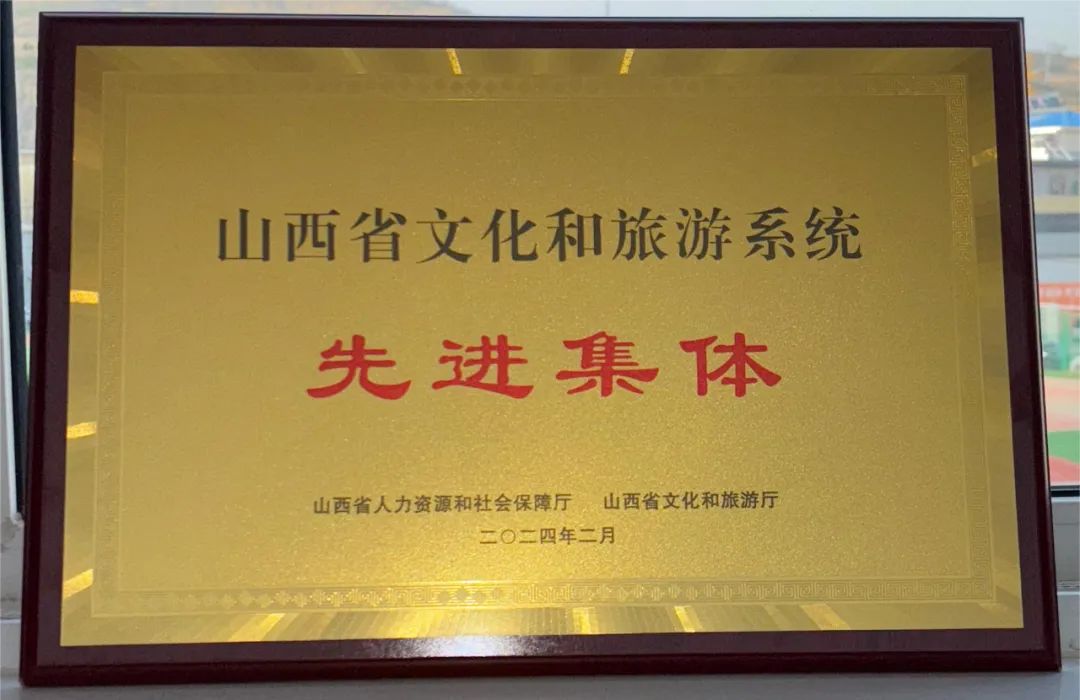 山西省文化和旅游系统
先进集体
山西省人力资源和社会保障厅 山西省文化和旅游厅
二〇二四年二月